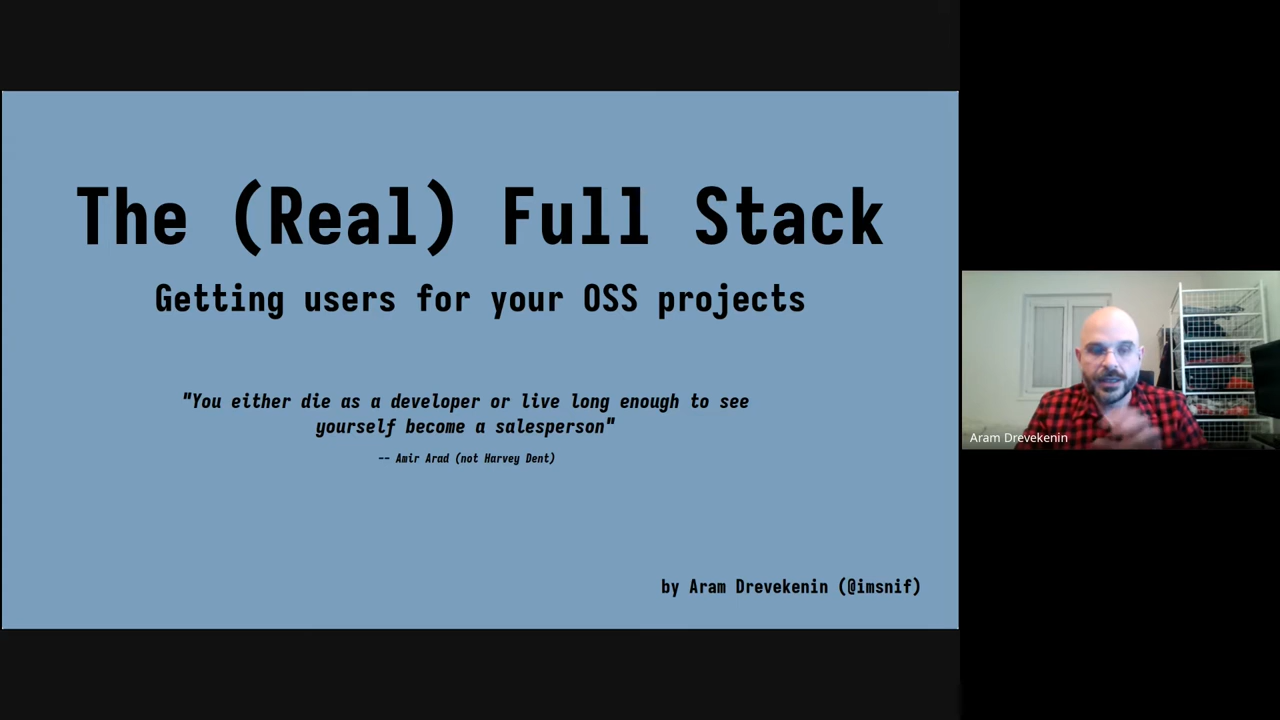 The (Real) Full Stack
Getting users for your OSS projects
"You either die as a developer or live long enough to see
yourself become a salesperson"
-- Amir Arad (not Harvey Dent)
by Aram Drevekenin (@imsnif)
Aram Drevekenin